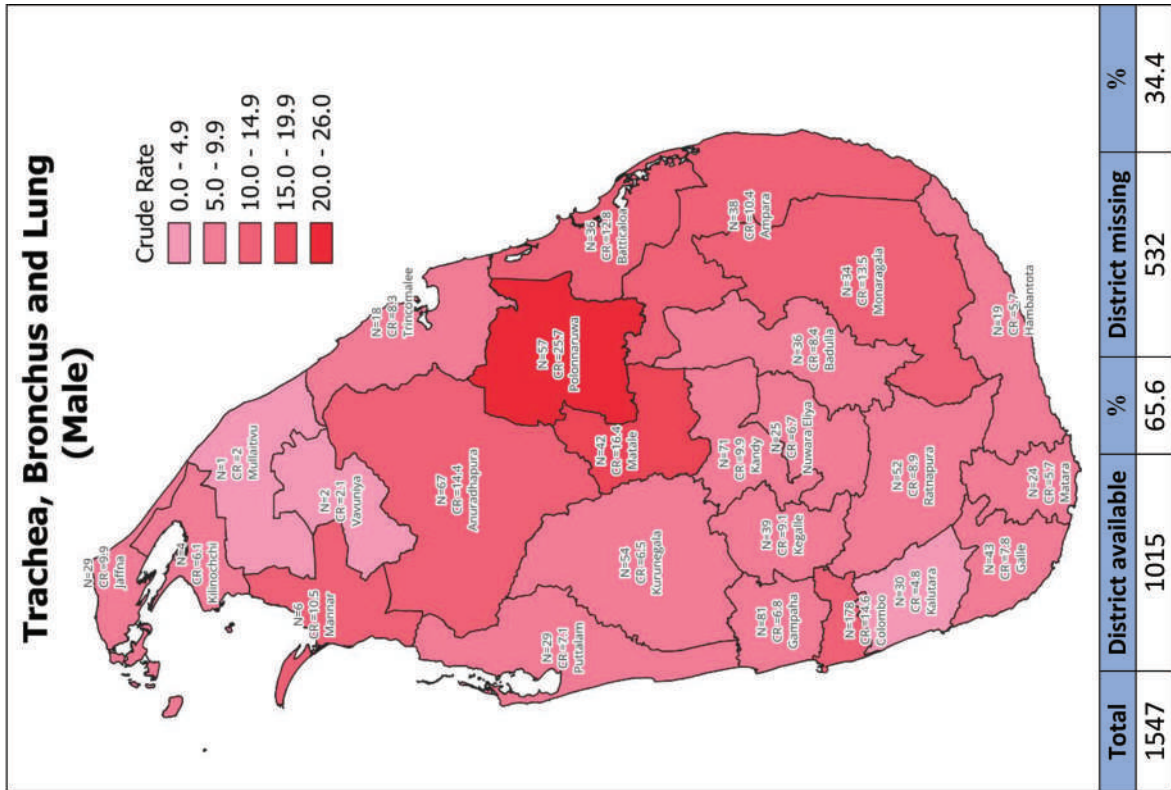 Trachea, Bronchus and Lung
(Male)
Crude Rate
0.0 - 4.9
5.0 - 9.9
10.0 - 14.9
15.0 - 19.9
20.0 - 26.0
N=29
CR=9.9
Jaffna
N=4
CR=6.1
Kilinochchi
N=1
CR=2
Mullaitivu
N=2
CR=2.1
Vavuniya
N=6
CR=10.5
Mannar
N=18
CR=8.3
Trincomalee
N=67
CR=14.4
Anuradhapura
N=57
CR=25.7
Polonnaruwa
N=36
CR=12.8
Batticaloa
N=42
CR=16.4
Matale
N=29
CR=7.1
Puttalam
N=54
CR=6.5
Kurunegala
N=38
CR=10.4
Ampara
N=71
CR=9.9
Kandy
N=25
CR=6.7
Nuwara Eliya
N=36
CR=8.4
Badulla
N=34
CR=13.5
Monaragala
N=39
CR=9.1
Kegalle
N=81
CR=6.8
Gampaha
N=178
CR=14.6
Colombo
N=30
CR=4.8
Kalutara
N=52
CR=8.9
Ratnapura
N=43
CR=7.8
Galle
N=24
CR=5.7
Matara
N=19
CR=5.7
Hambantota
Total District available % District missing %
1547 1015 65.6 532 34.4